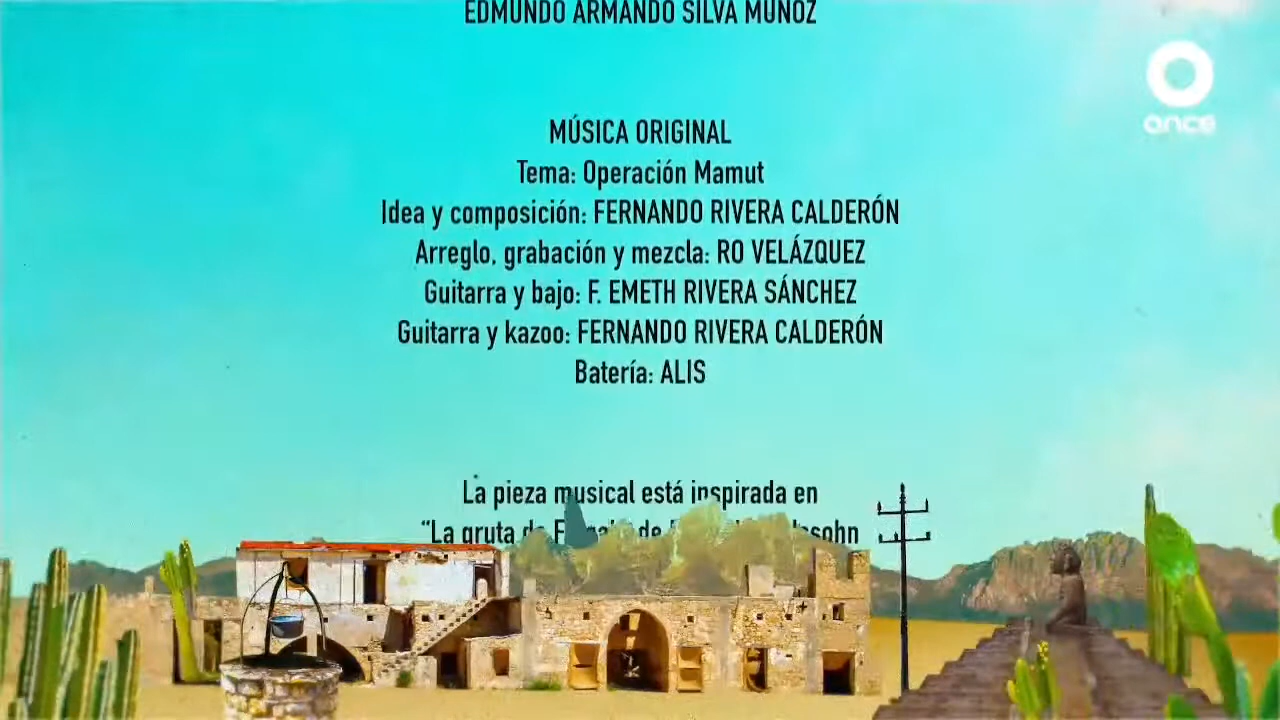 EDMUNDO ARMANDO SILVA MUÑOZ
once
MÚSICA ORIGINAL
Tema: Operación Mamut
Idea y composición: FERNANDO RIVERA CALDERÓN
Arreglo, grabación y mezcla: RO VELÁZQUEZ
Guitarra y bajo: F. EMETH RIVERA SÁNCHEZ
Guitarra y kazoo: FERNANDO RIVERA CALDERÓN
Batería: ALIS
La pieza musical está inspirada en
“La gruta de